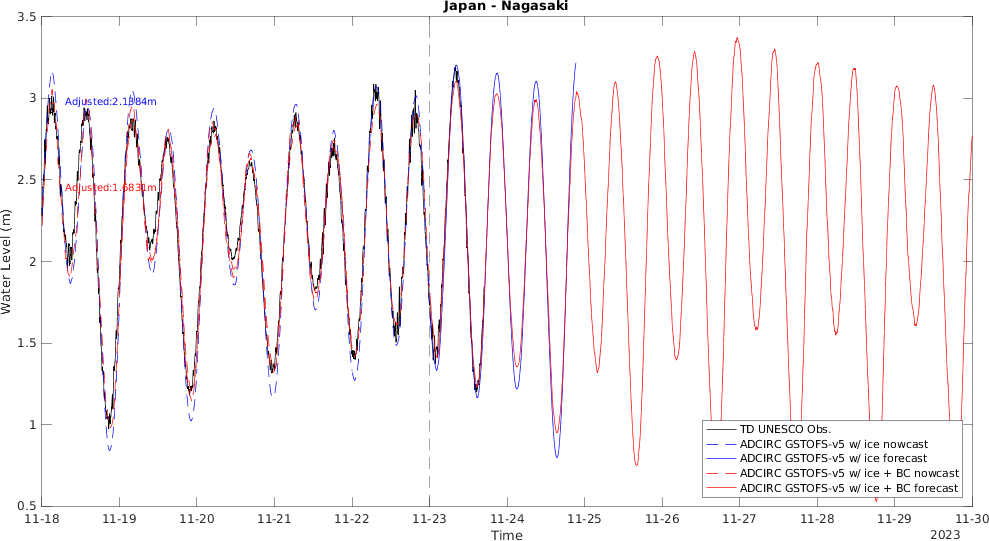 Japan - Nagasaki
3.5
3
2.5
2
1.5
1
0.5
Water Level (m)
Adjusted:2.1384m
Adjusted:1.6831m
TD UNESCO Obs.
ADCIRC GSTOFS-v5 w/ ice nowcast
ADCIRC GSTOFS-v5 w/ ice forecast
ADCIRC GSTOFS-v5 w/ ice + BC nowcast
ADCIRC GSTOFS-v5 w/ ice + BC forecast
11-18 11-19 11-20 11-21 11-22 11-23 11-24 11-25 11-26 11-27 11-28 11-29 11-30
Time
2023